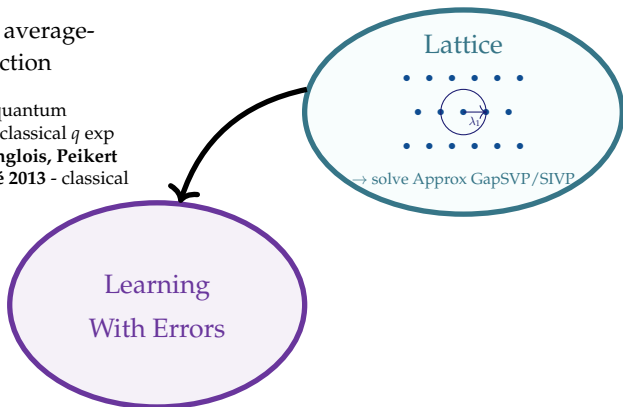 average-
ction
quantum
classical q exp
nglois, Peikert
é 2013 - classical
Lattice
λ₁
→ solve Approx GapSVP/SIVP
Learning
With Errors